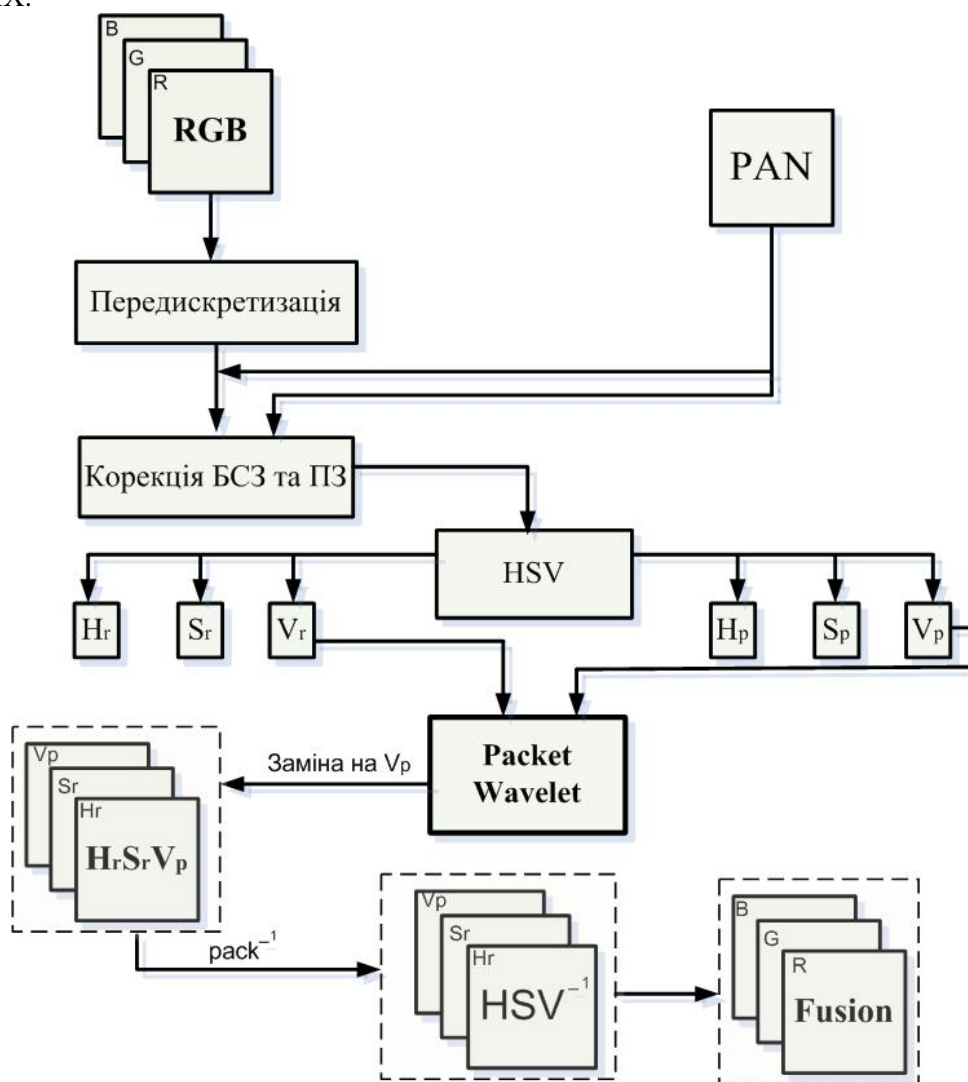 іх.
B
G
R
RGB
PAN
Передискретизація
Корекція БСЗ та ПЗ
HSV
Hr
Sr
Vr
Hp
Sp
Vp
Packet
Wavelet
Заміна на Vp
Vp
Sr
Hr
HrSrVp
pack⁻¹
Vp
Sr
Hr
HSV⁻¹
B
G
R
Fusion